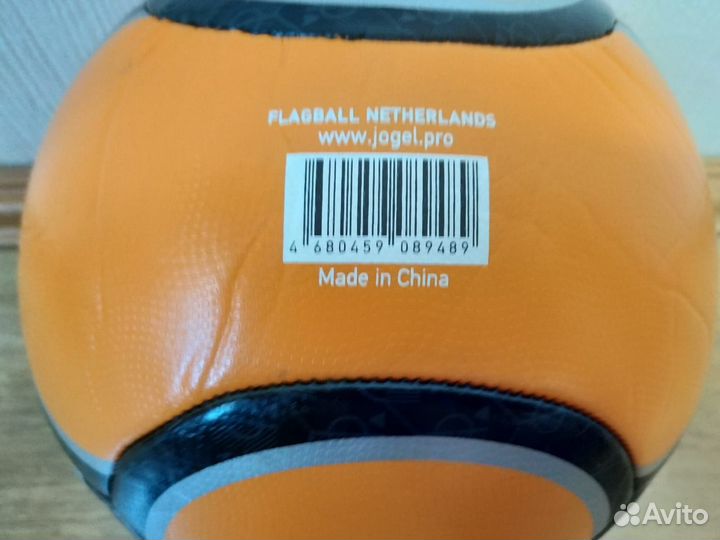 FLAGBALL NETHERLANDS
www.jogel.pro
4 680459 089489
Made in China
Avito